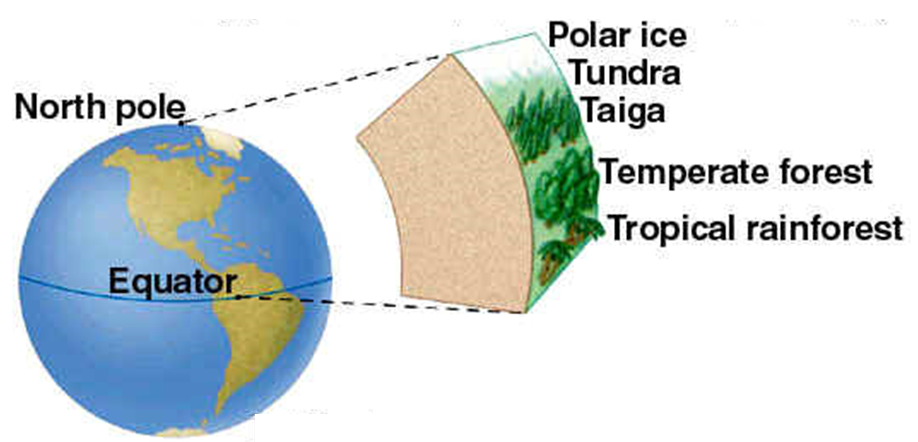 Polar ice
Tundra
Taiga
North pole
Temperate forest
Tropical rainforest
Equator